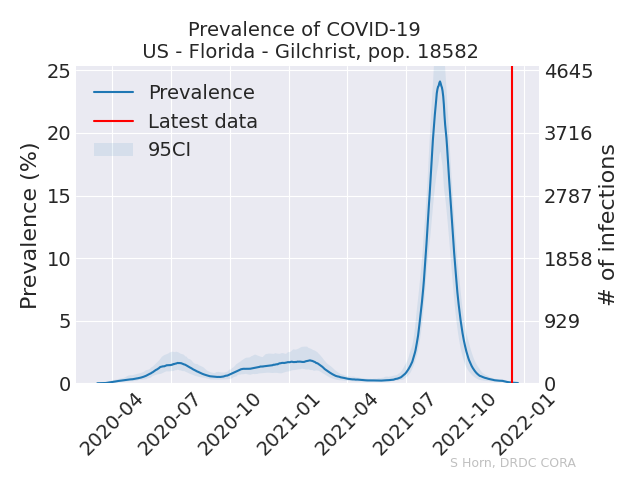 Prevalence of COVID-19
US - Florida - Gilchrist, pop. 18582
Prevalence
Latest data
95CI
Prevalence (%)
25
20
15
10
5
0
4645
3716
2787
1858
929
0
# of infections
2020-04
2020-07
2020-10
2021-01
2021-04
2021-07
2021-10
2022-01
S Horn, DRDC CORA